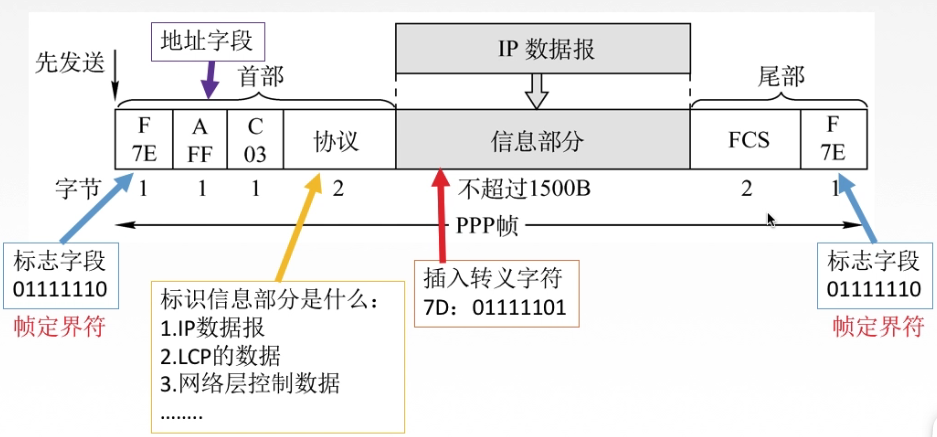 地址字段
IP 数据报
先发送
首部
尾部
F
7E
A
FF
C
03
协议
信息部分
FCS
F
7E
字节 1 1 1 2 不超过1500B 2 1
PPP帧
标志字段
01111110
帧定界符
标识信息部分是什么：
1.IP数据报
2.LCP的数据
3.网络层控制数据
........
插入转义字符
7D：01111101
标志字段
01111110
帧定界符